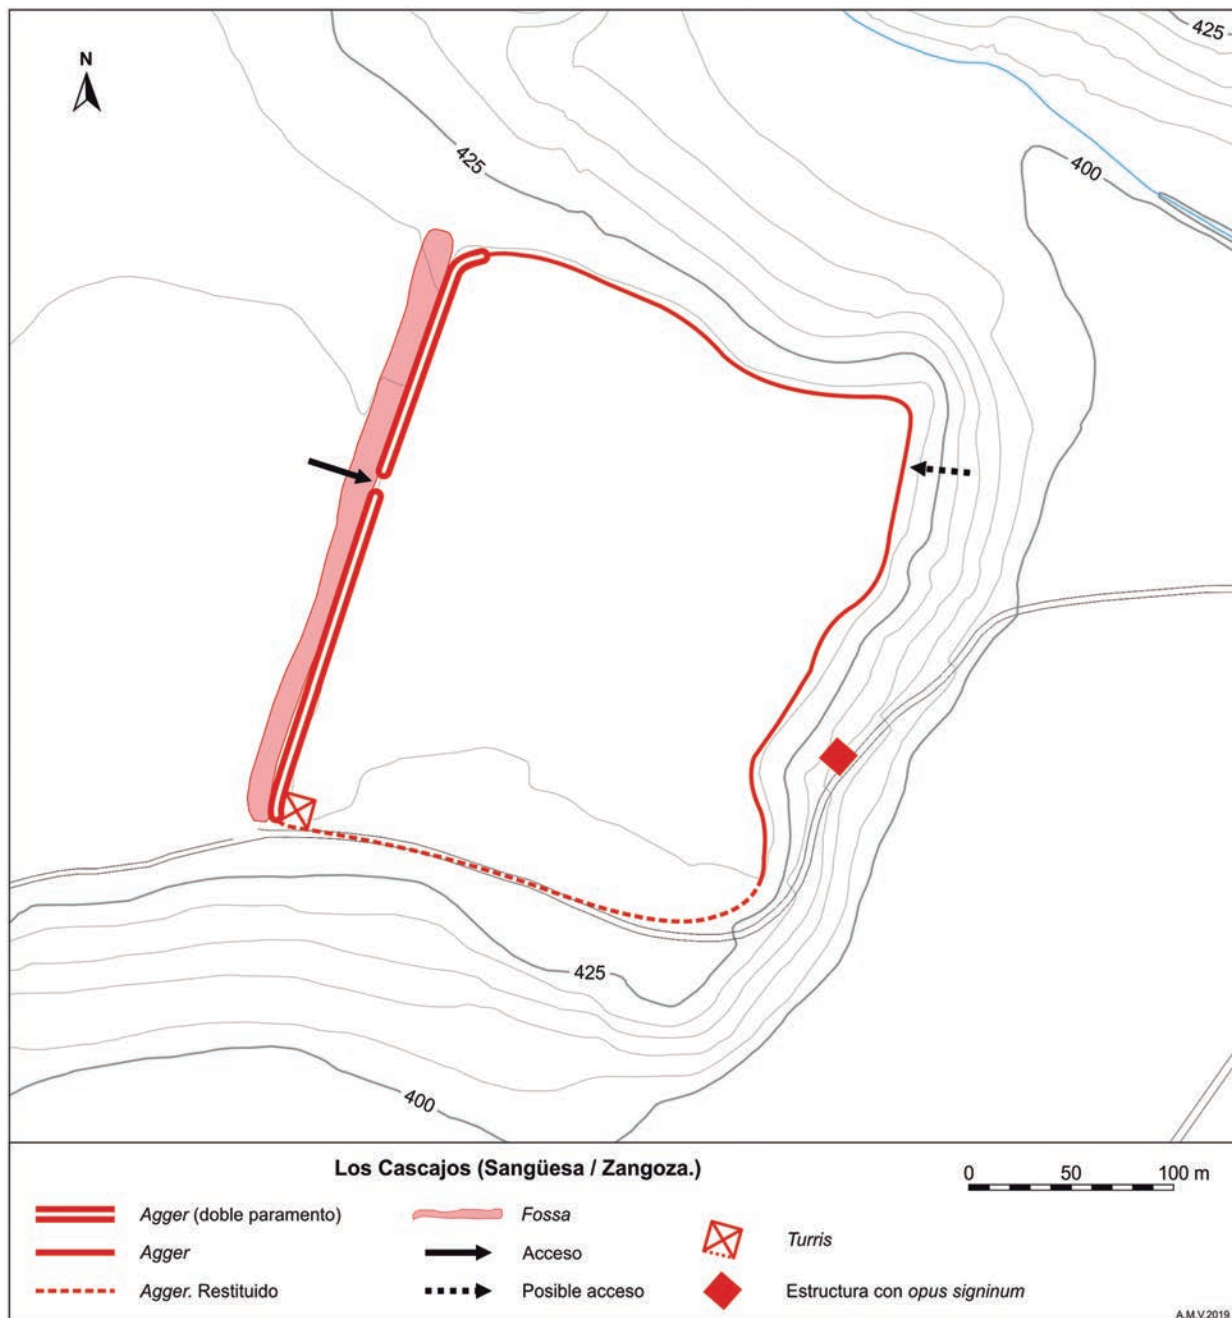 425
N
425
400
425
400
Los Cascajos (Sangüesa / Zangoza.)
0 50 100 m
Agger (doble paramento)
Fossa
Turris
Agger
Acceso
Agger. Restituido
Posible acceso
Estructura con opus signinum
A.M.V.2019